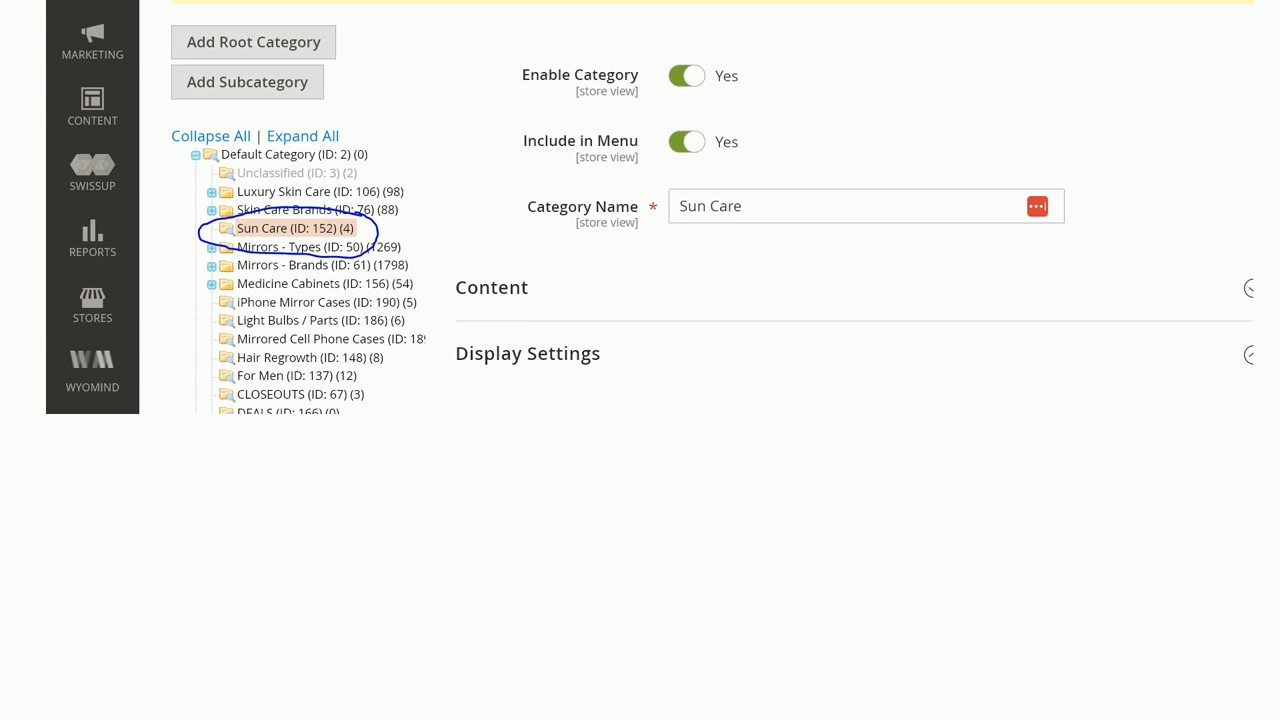 MARKETING
CONTENT
SWISSUP
REPORTS
STORES
WYOMIND
Add Root Category
Add Subcategory
Collapse All | Expand All
Default Category (ID: 2) (0)
Unclassified (ID: 3) (2)
Luxury Skin Care (ID: 106) (98)
Skin Care Brands (ID: 76) (88)
Sun Care (ID: 152) (4)
Mirrors - Types (ID: 50) (1269)
Mirrors - Brands (ID: 61) (1798)
Medicine Cabinets (ID: 156) (54)
iPhone Mirror Cases (ID: 190) (5)
Light Bulbs / Parts (ID: 186) (6)
Mirrored Cell Phone Cases (ID: 18
Hair Regrowth (ID: 148) (8)
For Men (ID: 137) (12)
CLOSEOUTS (ID: 67) (3)
DEALS (ID: 166) (0)
Enable Category
[store view]
Yes
Include in Menu
[store view]
Yes
Category Name *
[store view]
Sun Care
Content
Display Settings